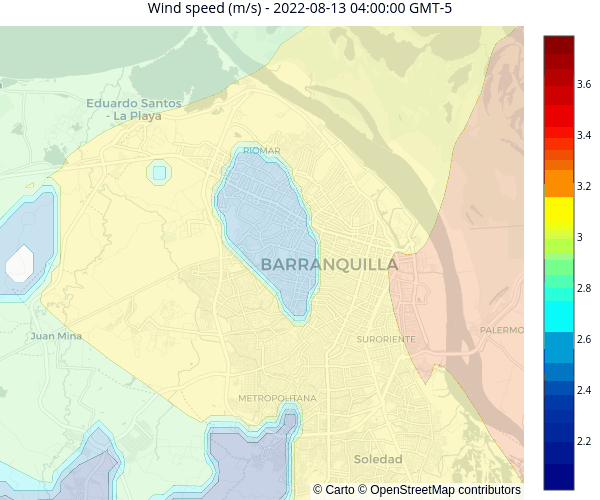 Wind speed (m/s) - 2022-08-13 04:00:00 GMT-5
Eduardo Santos
- La Playa
RIOMAR
BARRANQUILLA
Juan Mina
SURORIENTE
PALERMO
METROPOLITANA
Soledad
© Carto © OpenStreetMap contributors
3.6
3.4
3.2
3
2.8
2.6
2.4
2.2